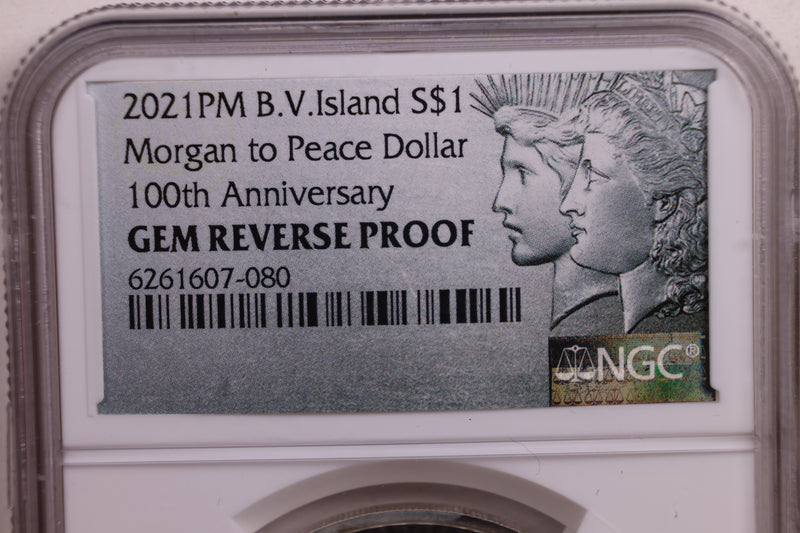 2021PM B.V.Island S$1
Morgan to Peace Dollar
100th Anniversary
GEM REVERSE PROOF
6261607-080
NGC®